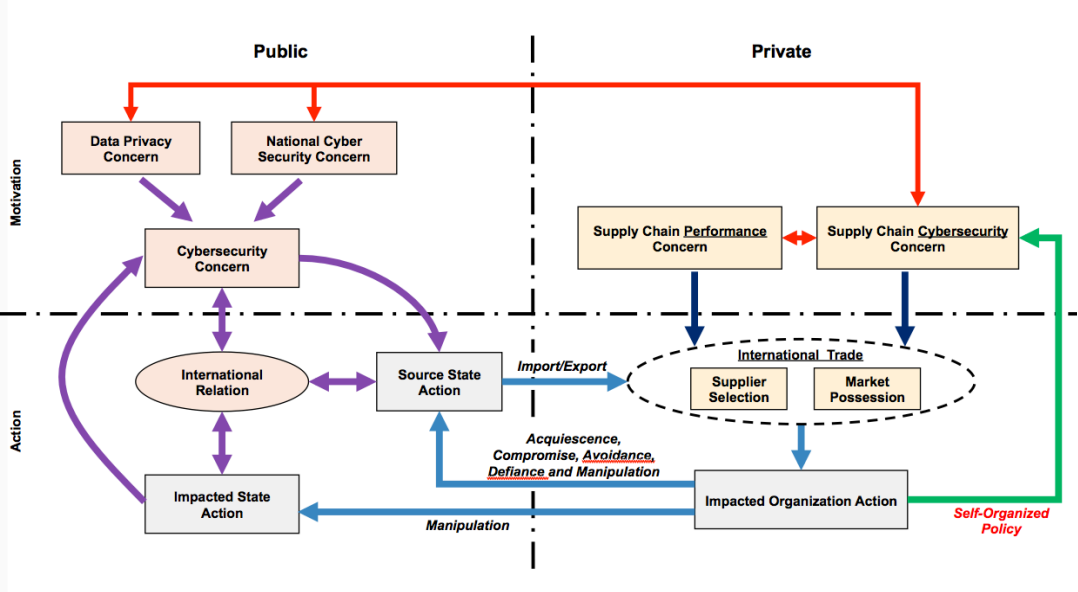 Public
Private
Motivation
Data Privacy
Concern
National Cyber
Security Concern
Cybersecurity
Concern
Supply Chain Performance
Concern
Supply Chain Cybersecurity
Concern
Action
International
Relation
Source State
Action
Import/Export
International Trade
Supplier
Selection
Market
Possession
Acquiescence,
Compromise, Avoidance,
Defiance and Manipulation
Impacted State
Action
Manipulation
Impacted Organization Action
Self-Organized
Policy